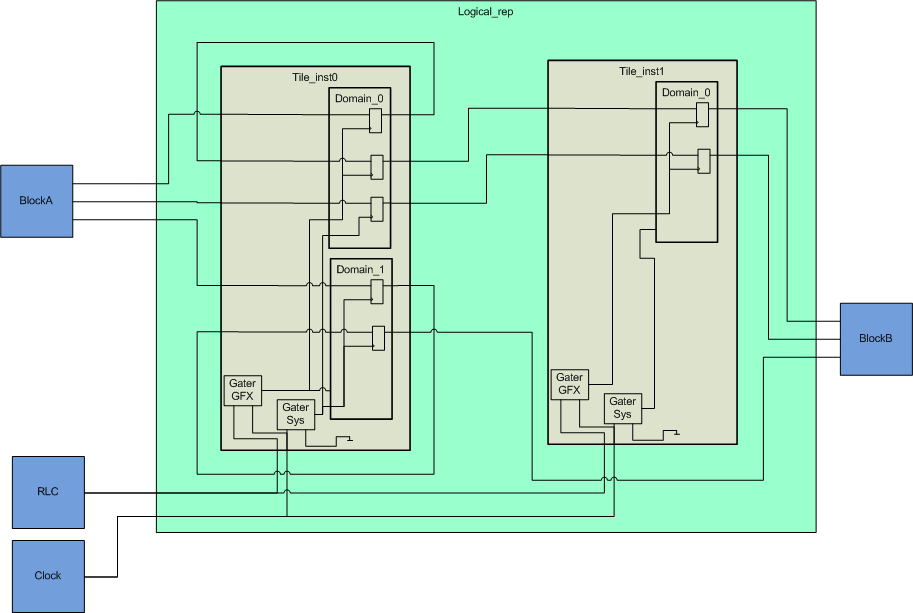 Logical_rep
Tile_inst0
Tile_inst1
Domain_0
Domain_0
BlockA
Domain_1
BlockB
Gater
GFX
Gater
Sys
Gater
GFX
Gater
Sys
RLC
Clock